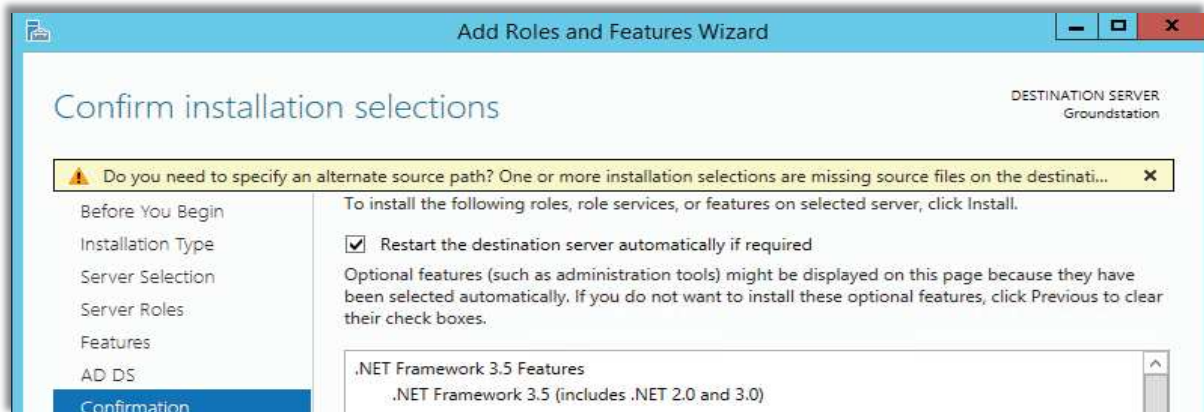 Add Roles and Features Wizard
Confirm installation selections
DESTINATION SERVER
Groundstation
Do you need to specify an alternate source path? One or more installation selections are missing source files on the destinati...
Before You Begin
Installation Type
Server Selection
Server Roles
Features
AD DS
Confirmation
To install the following roles, role services, or features on selected server, click Install.
Restart the destination server automatically if required
Optional features (such as administration tools) might be displayed on this page because they have
been selected automatically. If you do not want to install these optional features, click Previous to clear
their check boxes.
.NET Framework 3.5 Features
.NET Framework 3.5 (includes .NET 2.0 and 3.0)